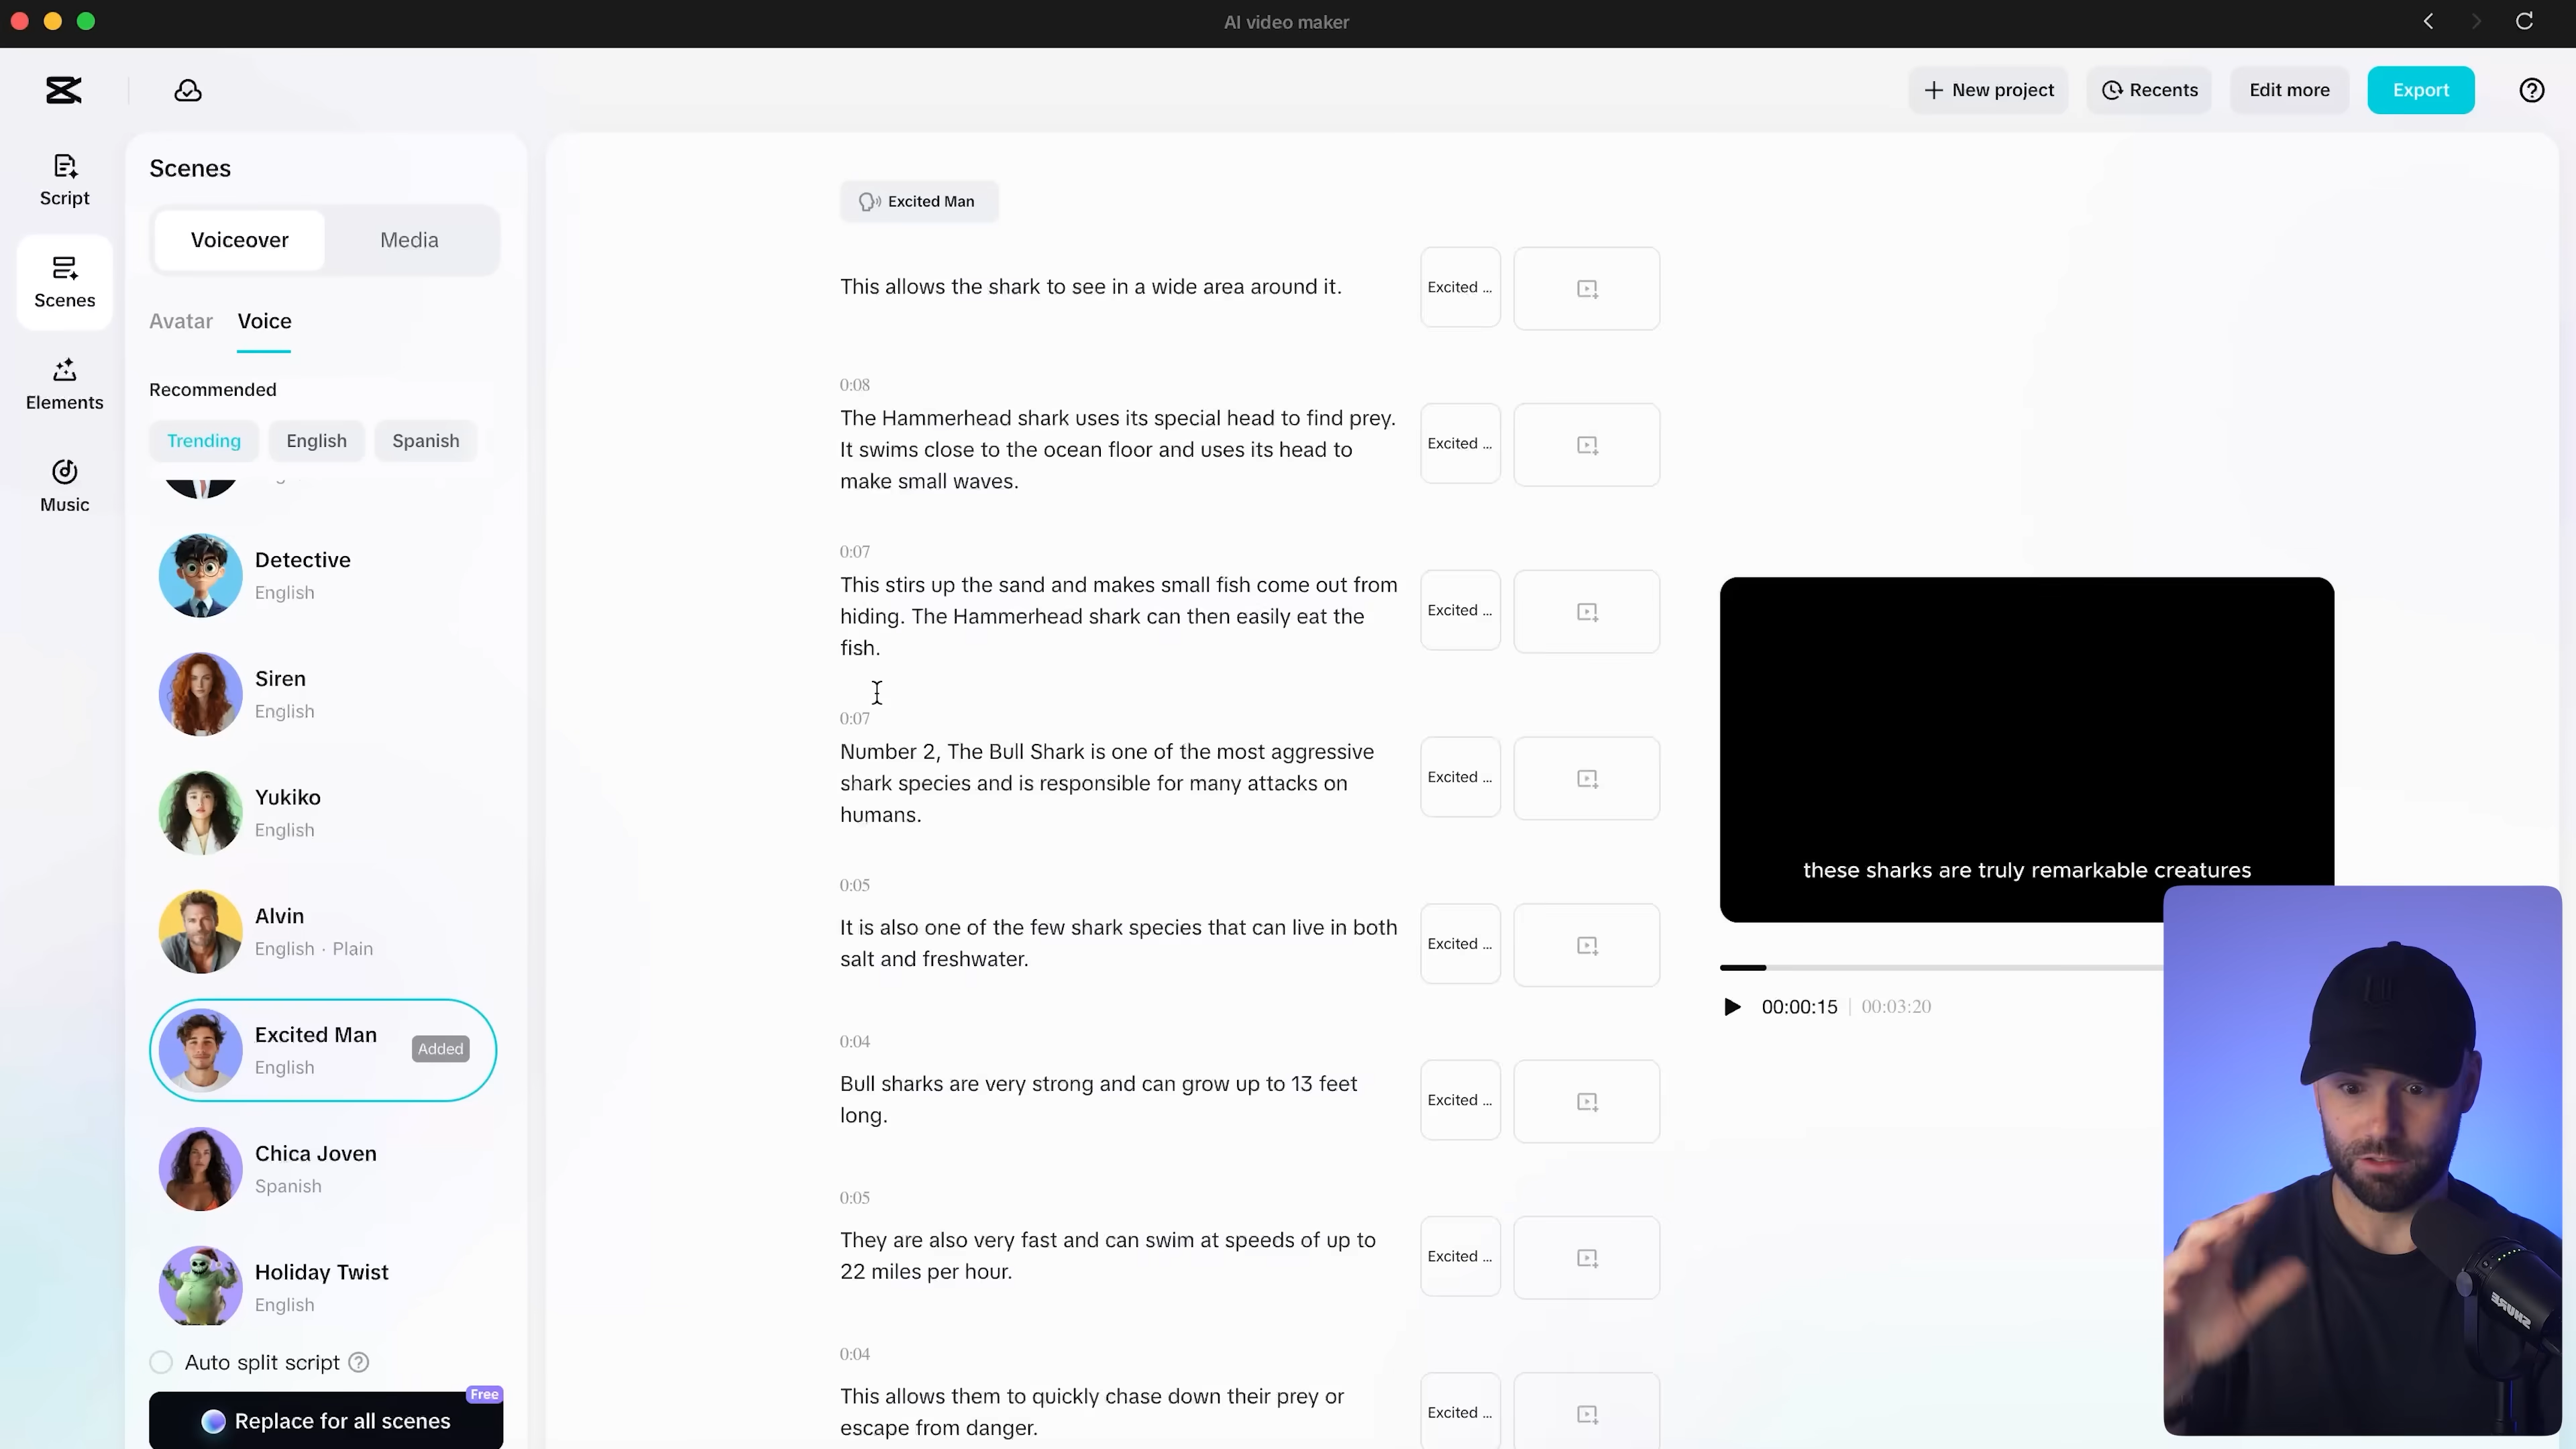 AI video maker
New project
Recents
Edit more
Export
Script
Scenes
Elements
Music
Scenes
Voiceover
Media
Avatar
Voice
Recommended
Trending
English
Spanish
Detective
English
Siren
English
Yukiko
English
Alvin
English · Plain
Excited Man
English
Added
Chica Joven
Spanish
Holiday Twist
English
Auto split script
Free
Replace for all scenes
Excited Man
This allows the shark to see in a wide area around it.
Excited ...
0:08
The Hammerhead shark uses its special head to find prey.
It swims close to the ocean floor and uses its head to
make small waves.
Excited ...
0:07
This stirs up the sand and makes small fish come out from
hiding. The Hammerhead shark can then easily eat the
fish.
Excited ...
0:07
Number 2, The Bull Shark is one of the most aggressive
shark species and is responsible for many attacks on
humans.
Excited ...
0:05
It is also one of the few shark species that can live in both
salt and freshwater.
Excited ...
0:04
Bull sharks are very strong and can grow up to 13 feet
long.
Excited ...
0:05
They are also very fast and can swim at speeds of up to
22 miles per hour.
Excited ...
0:04
This allows them to quickly chase down their prey or
escape from danger.
Excited ...
these sharks are truly remarkable creatures
00:00:15 | 00:03:20
SHURE